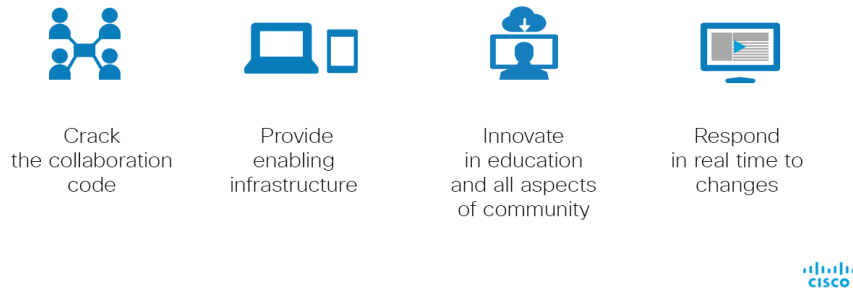 Crack
the collaboration
code
Provide
enabling
infrastructure
Innovate
in education
and all aspects
of community
Respond
in real time to
changes
CISCO